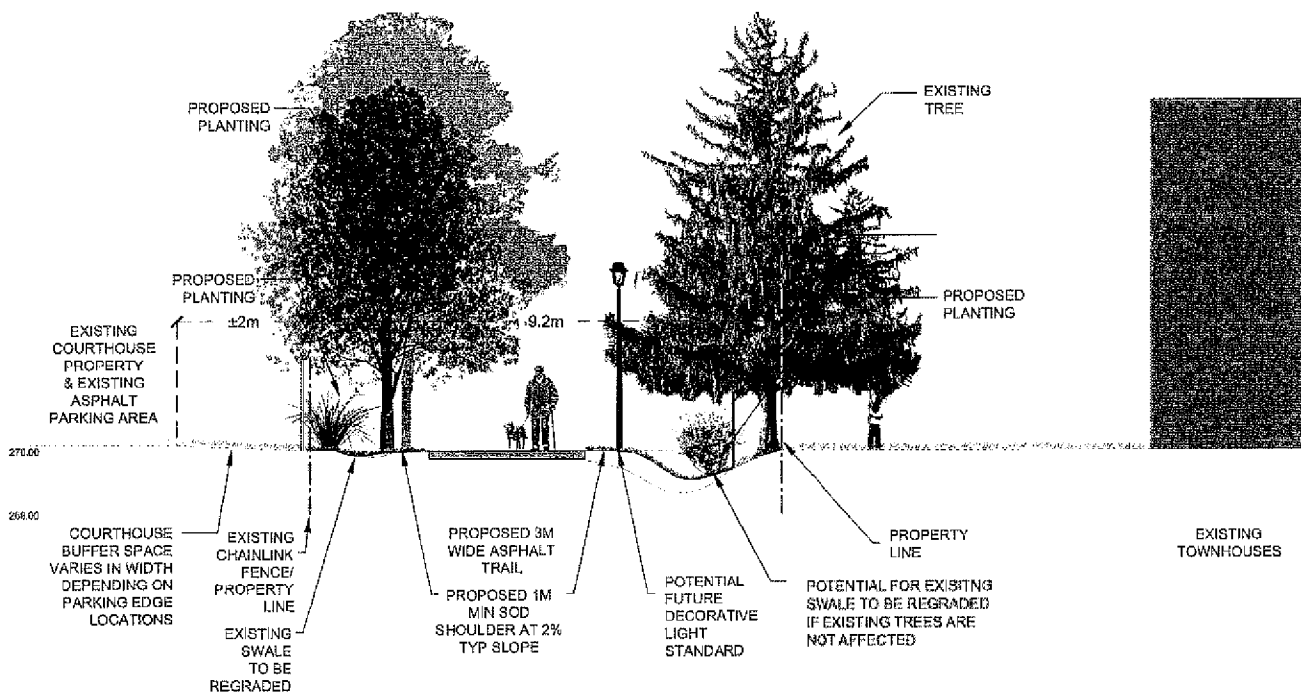 PROPOSED
PLANTING
EXISTING
TREE
PROPOSED
PLANTING
±2m
9.2m
PROPOSED
PLANTING
EXISTING
COURTHOUSE
PROPERTY
& EXISTING
ASPHALT
PARKING AREA
270.00
268.00
COURTHOUSE
BUFFER SPACE
VARIES IN WIDTH
DEPENDING ON
PARKING EDGE
LOCATIONS
EXISTING
CHAINLINK
FENCE/
PROPERTY
LINE
EXISTING
SWALE
TO BE
REGRADED
PROPOSED 3M
WIDE ASPHALT
TRAIL
PROPOSED 1M
MIN SOD
SHOULDER AT 2%
TYP SLOPE
POTENTIAL
FUTURE
DECORATIVE
LIGHT
STANDARD
PROPERTY
LINE
POTENTIAL FOR EXISITNG
SWALE TO BE REGRADED
IF EXISTING TREES ARE
NOT AFFECTED
EXISTING
TOWNHOUSES